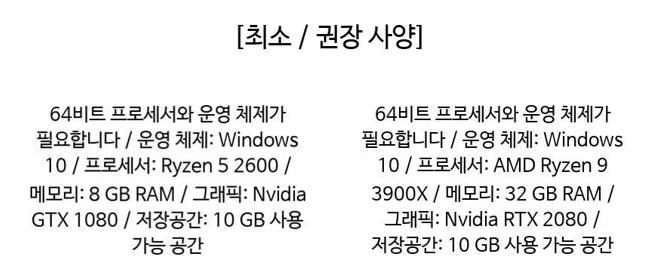 [최소 / 권장 사양]
64비트 프로세서와 운영 체제가
필요합니다 / 운영 체제: Windows
10 / 프로세서: Ryzen 5 2600 /
메모리: 8 GB RAM / 그래픽: Nvidia
GTX 1080 / 저장공간: 10 GB 사용
가능 공간
64비트 프로세서와 운영 체제가
필요합니다 / 운영 체제: Windows
10 / 프로세서: AMD Ryzen 9
3900X / 메모리: 32 GB RAM /
그래픽: Nvidia RTX 2080 /
저장공간: 10 GB 사용 가능 공간